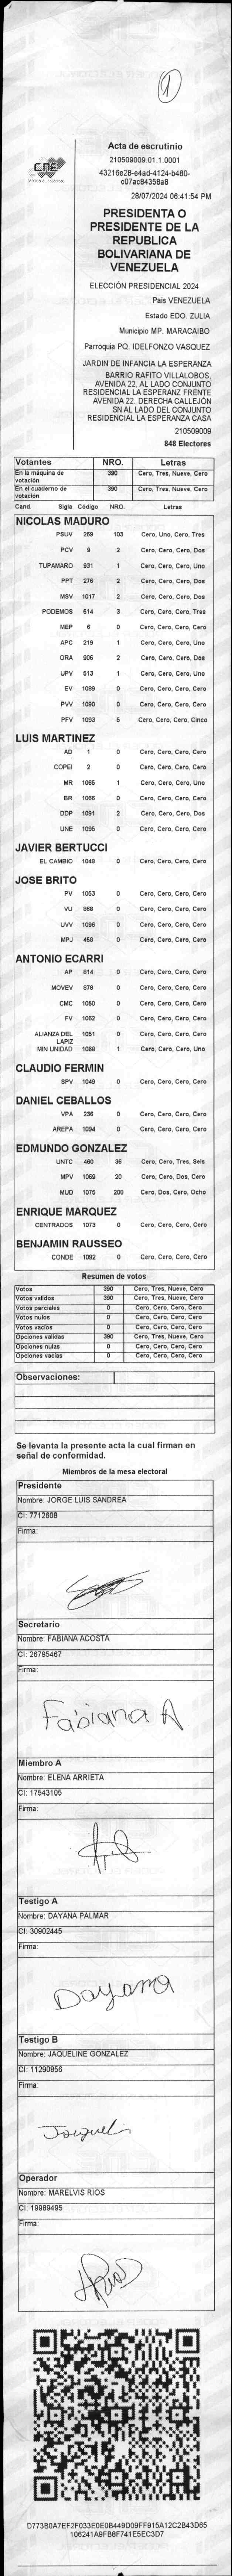 1
CNE
Acta de escrutinio
210509009.01.1.0001
43216e28-e4ad-4124-b480-
c07ac84358a8
28/07/2024 06:41:54 PM
PRESIDENTA O
PRESIDENTE DE LA
REPUBLICA
BOLIVARIANA DE
VENEZUELA
ELECCIÓN PRESIDENCIAL 2024
Pais VENEZUELA
Estado EDO. ZULIA
Municipio MP. MARACAIBO
Parroquia PQ. IDELFONZO VASQUEZ
JARDIN DE INFANCIA LA ESPERANZA
BARRIO RAFITO VILLALOBOS.
AVENIDA 22. AL LADO CONJUNTO
RESIDENCIAL LA ESPERANZ FRENTE
AVENIDA 22. DERECHA CALLEJÓN
SN AL LADO DEL CONJUNTO
RESIDENCIAL LA ESPERANZA CASA
210509009
848 Electores
Votantes NRO. Letras
En la máquina de votación 390 Cero, Tres, Nueve, Cero
En el cuaderno de votación 390 Cero, Tres, Nueve, Cero
Cand. Sigla Código NRO. Letras
NICOLAS MADURO
PSUV 269 103 Cero, Uno, Cero, Tres
PCV 9 2 Cero, Cero, Cero, Dos
TUPAMARO 931 1 Cero, Cero, Cero, Uno
PPT 276 2 Cero, Cero, Cero, Dos
MSV 1017 2 Cero, Cero, Cero, Dos
PODEMOS 514 3 Cero, Cero, Cero, Tres
MEP 6 0 Cero, Cero, Cero, Cero
APC 219 1 Cero, Cero, Cero, Uno
ORA 906 2 Cero, Cero, Cero, Dos
UPV 513 1 Cero, Cero, Cero, Uno
EV 1089 0 Cero, Cero, Cero, Cero
PVV 1090 0 Cero, Cero, Cero, Cero
PFV 1093 5 Cero, Cero, Cero, Cinco
LUIS MARTINEZ
AD 1 0 Cero, Cero, Cero, Cero
COPEI 2 0 Cero, Cero, Cero, Cero
MR 1065 1 Cero, Cero, Cero, Uno
BR 1066 0 Cero, Cero, Cero, Cero
DDP 1091 2 Cero, Cero, Cero, Dos
UNE 1095 0 Cero, Cero, Cero, Cero
JAVIER BERTUCCI
EL CAMBIO 1048 0 Cero, Cero, Cero, Cero
JOSE BRITO
PV 1053 0 Cero, Cero, Cero, Cero
VU 868 0 Cero, Cero, Cero, Cero
UVV 1096 0 Cero, Cero, Cero, Cero
MPJ 459 0 Cero, Cero, Cero, Cero
ANTONIO ECARRI
AP 814 0 Cero, Cero, Cero, Cero
MOVEV 878 0 Cero, Cero, Cero, Cero
CMC 1050 0 Cero, Cero, Cero, Cero
FV 1062 0 Cero, Cero, Cero, Cero
ALIANZA DEL LAPIZ 1051 0 Cero, Cero, Cero, Cero
MIN UNIDAD 1068 1 Cero, Cero, Cero, Uno
CLAUDIO FERMIN
SPV 1049 0 Cero, Cero, Cero, Cero
DANIEL CEBALLOS
VPA 236 0 Cero, Cero, Cero, Cero
AREPA 1094 0 Cero, Cero, Cero, Cero
EDMUNDO GONZALEZ
UNTC 460 36 Cero, Cero, Tres, Seis
MPV 1069 20 Cero, Cero, Dos, Cero
MUD 1075 208 Cero, Dos, Cero, Ocho
ENRIQUE MARQUEZ
CENTRADOS 1073 0 Cero, Cero, Cero, Cero
BENJAMIN RAUSSEO
CONDE 1092 0 Cero, Cero, Cero, Cero
Resumen de votos
Votos 390 Cero, Tres, Nueve, Cero
Votos validos 390 Cero, Tres, Nueve, Cero
Votos parciales 0 Cero, Cero, Cero, Cero
Votos nulos 0 Cero, Cero, Cero, Cero
Votos vacios 0 Cero, Cero, Cero, Cero
Opciones validas 390 Cero, Tres, Nueve, Cero
Opciones nulas 0 Cero, Cero, Cero, Cero
Opciones vacías 0 Cero, Cero, Cero, Cero
Observaciones:
Se levanta la presente acta la cual firman en
señal de conformidad.
Miembros de la mesa electoral
Presidente
Nombre: JORGE LUIS SANDREA
CI: 7712608
Firma:
Secretario
Nombre: FABIANA ACOSTA
CI: 26795467
Firma:
Fabiana A
Miembro A
Nombre: ELENA ARRIETA
CI: 17543105
Firma:
Testigo A
Nombre: DAYANA PALMAR
CI: 30902445
Firma:
Dayana
Testigo B
Nombre: JAQUELINE GONZALEZ
CI: 11290856
Firma:
Operador
Nombre: MARELVIS RIOS
CI: 19989495
Firma:
D773B0A7EF2F033E0E0B449D09FF915A12C2B43D65
106241A9FB8F741E5EC3D7